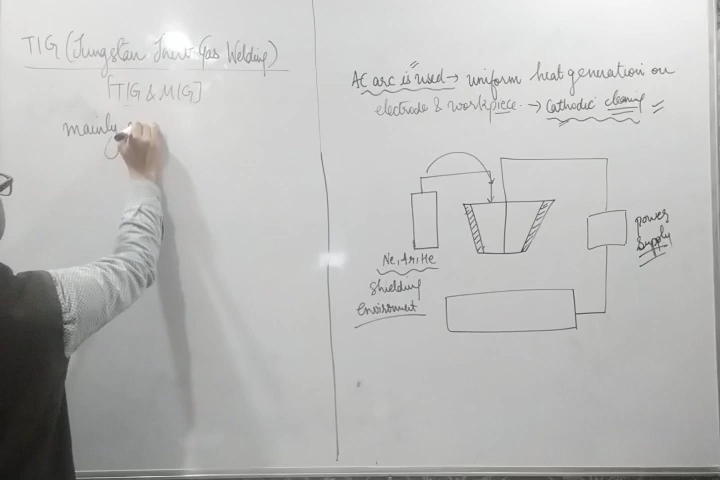 TIG (Tungstan Inert Gas Welding)
[TIG & MIG]
mainly
AC arc is used → uniform heat generation on
electrode & workpiece. → Cathodic cleaning
Ne, Ar, He
Shielding
Environment
power
Supply